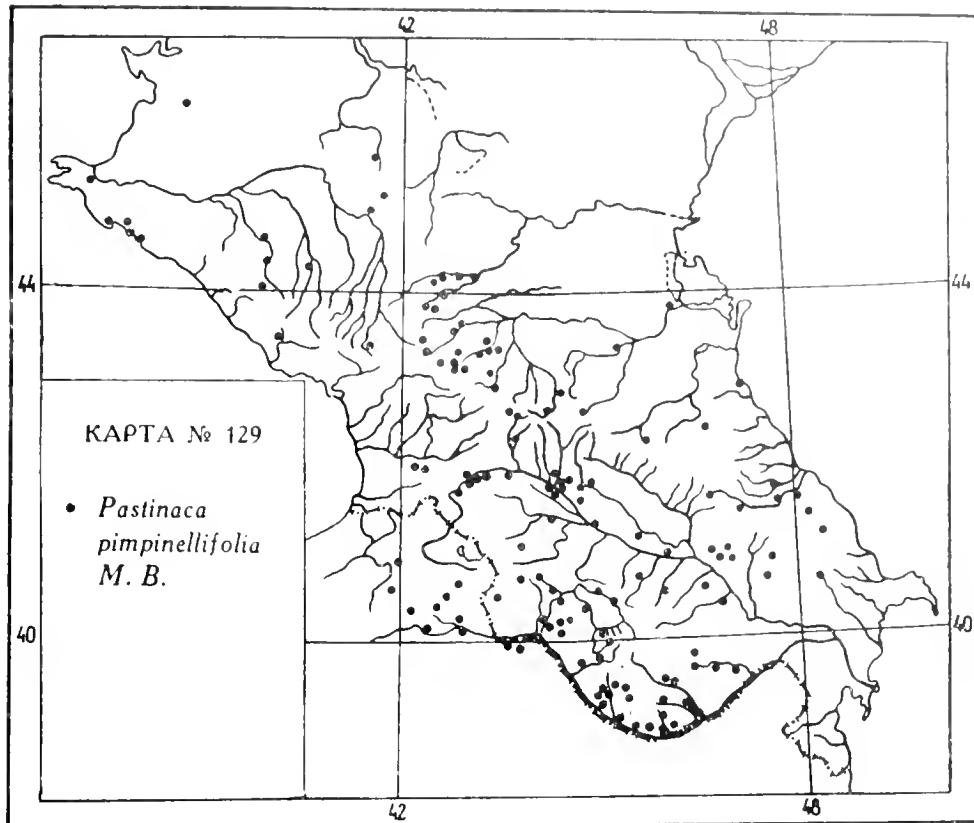 42 48
44 44
КАРТА № 129
Pastinaca
pimpinellifolia
M. B.
40 40
42 48